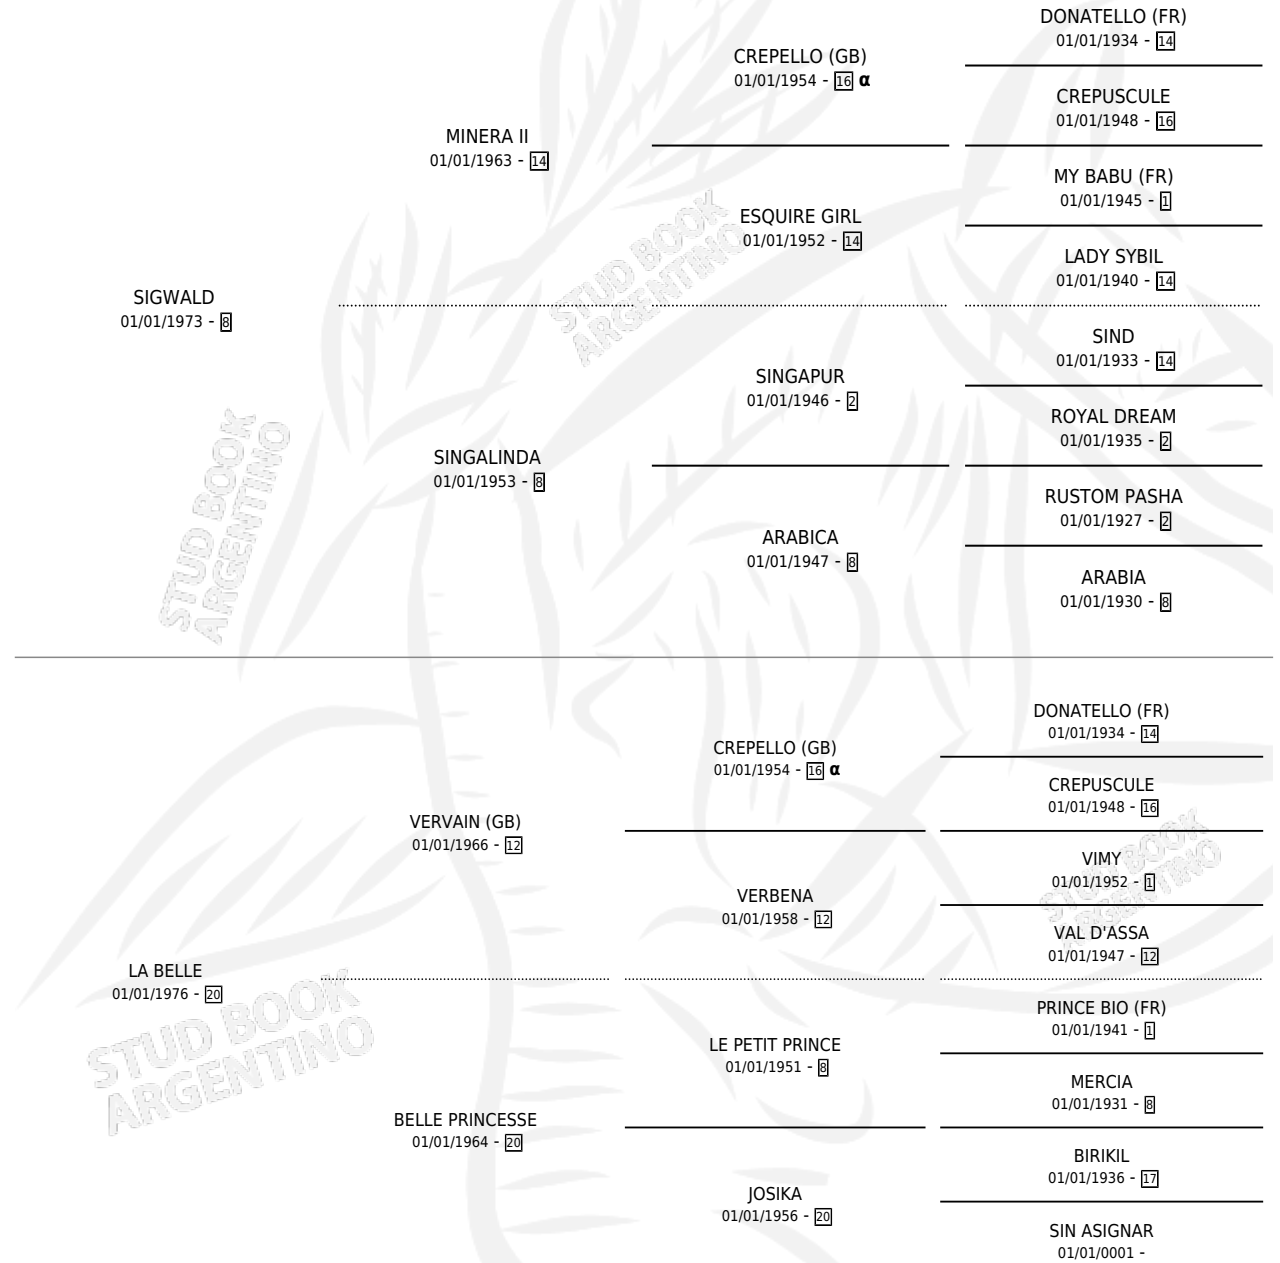 DONATELLO (FR)
01/01/1934 - 14
CREPELLO (GB)
01/01/1954 - 16 α
CREPUSCULE
01/01/1948 - 16
MINERA II
01/01/1963 - 14
MY BABU (FR)
01/01/1945 - 1
ESQUIRE GIRL
01/01/1952 - 14
LADY SYBIL
01/01/1940 - 14
SIGWALD
01/01/1973 - 8
SIND
01/01/1933 - 14
SINGAPUR
01/01/1946 - 2
ROYAL DREAM
01/01/1935 - 2
SINGALINDA
01/01/1953 - 8
RUSTOM PASHA
01/01/1927 - 2
ARABICA
01/01/1947 - 8
ARABIA
01/01/1930 - 8
DONATELLO (FR)
01/01/1934 - 14
CREPELLO (GB)
01/01/1954 - 16 α
CREPUSCULE
01/01/1948 - 16
VERVAIN (GB)
01/01/1966 - 12
VIMY
01/01/1952 - 1
VERBENA
01/01/1958 - 12
VAL D'ASSA
01/01/1947 - 12
LA BELLE
01/01/1976 - 20
PRINCE BIO (FR)
01/01/1941 - 1
LE PETIT PRINCE
01/01/1951 - 8
MERCIA
01/01/1931 - 8
BELLE PRINCESSE
01/01/1964 - 20
BIRIKIL
01/01/1936 - 17
JOSIKA
01/01/1956 - 20
SIN ASIGNAR
01/01/0001 -
STUD BOOK
ARGENTINO
STUD BOOK
ARGENTINO
STUD BOOK
ARGENTINO
STUD BOOK
ARGENTINO